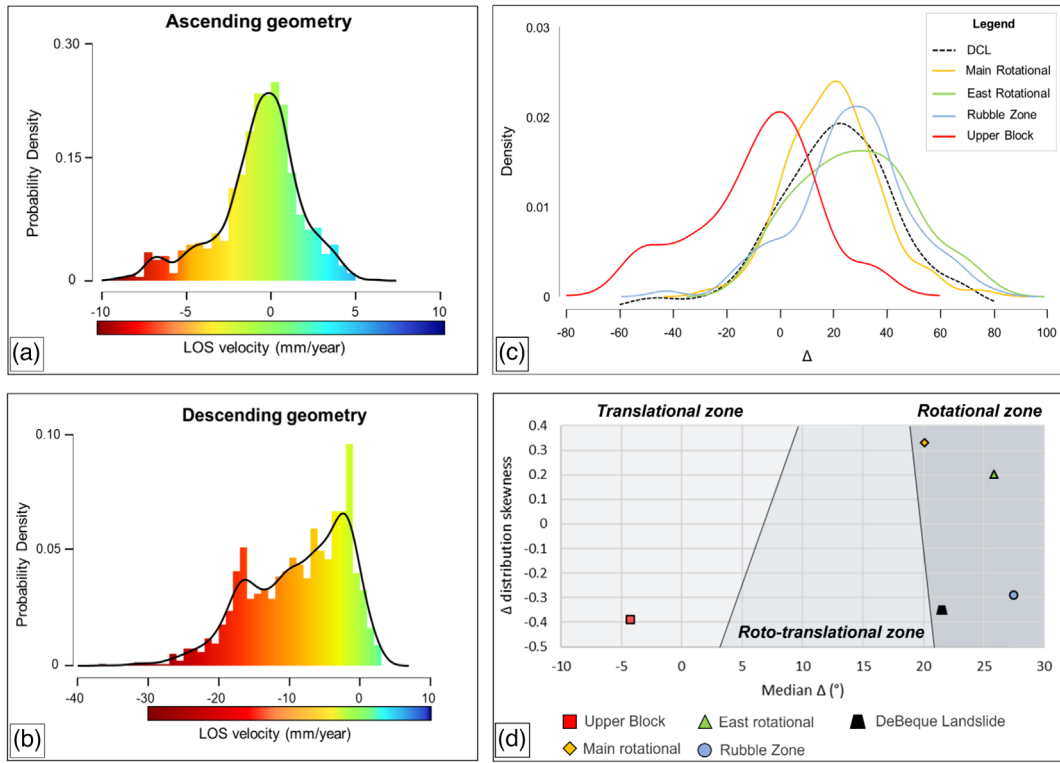 Ascending geometry
0.30
0.15
0
Probability Density
-10
-5
0
5
10
LOS velocity (mm/year)
(a)
Descending geometry
0.10
0.05
0
Probability Density
-40
-30
-20
-10
0
10
LOS velocity (mm/year)
(b)
0.03
0.02
0.01
0
Density
-80
-60
-40
-20
0
20
40
60
80
100
Δ
Legend
DCL
Main Rotational
East Rotational
Rubble Zone
Upper Block
(c)
Translational zone
Rotational zone
0.4
0.3
0.2
0.1
0
-0.1
-0.2
-0.3
-0.4
-0.5
Δ distribution skewness
Roto-translational zone
-10
-5
0
5
10
15
20
25
30
Median Δ (°)
Upper Block
East rotational
DeBeque Landslide
Main rotational
Rubble Zone
(d)